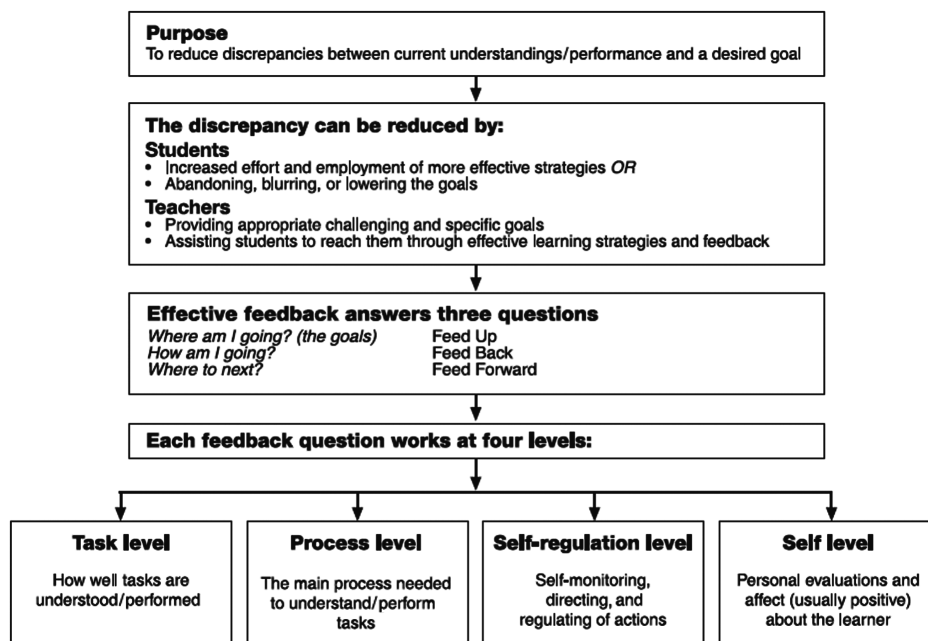 Purpose
To reduce discrepancies between current understandings/performance and a desired goal
The discrepancy can be reduced by:
Students
• Increased effort and employment of more effective strategies OR
• Abandoning, blurring, or lowering the goals
Teachers
• Providing appropriate challenging and specific goals
• Assisting students to reach them through effective learning strategies and feedback
Effective feedback answers three questions
Where am I going? (the goals) Feed Up
How am I going? Feed Back
Where to next? Feed Forward
Each feedback question works at four levels:
Task level
How well tasks are
understood/performed
Process level
The main process needed
to understand/perform
tasks
Self-regulation level
Self-monitoring,
directing, and
regulating of actions
Self level
Personal evaluations and
affect (usually positive)
about the learner